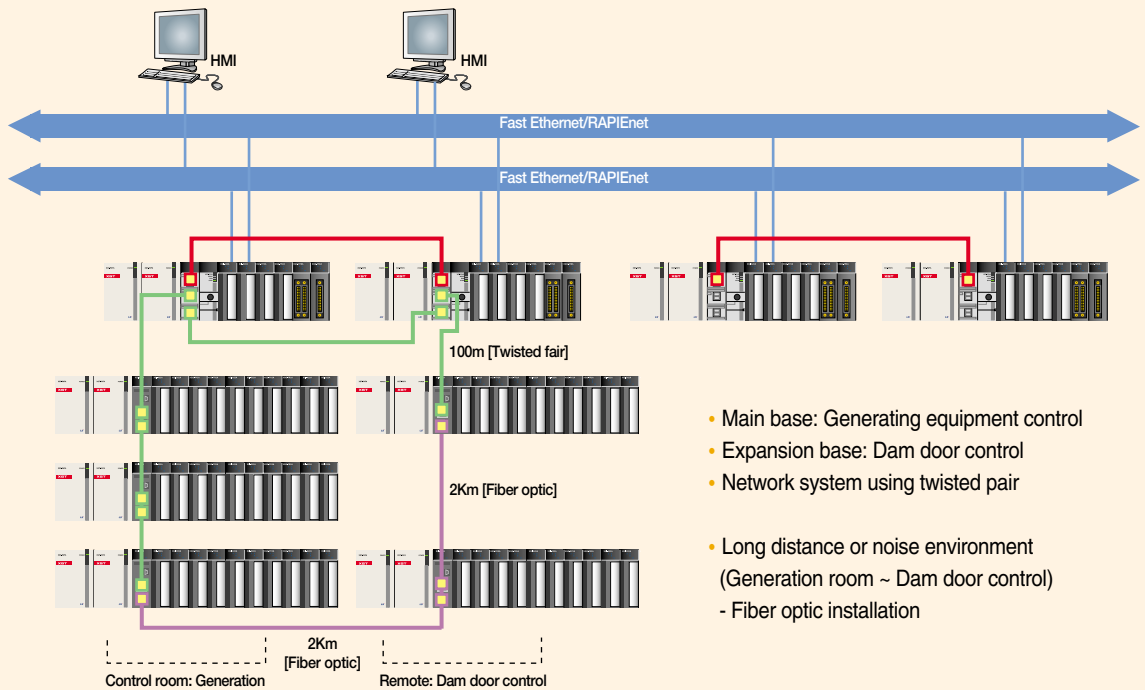 HMI
HMI
Fast Ethernet/RAPIEnet
Fast Ethernet/RAPIEnet
100m [Twisted fair]
2Km [Fiber optic]
2Km
[Fiber optic]
Control room: Generation
Remote: Dam door control
• Main base: Generating equipment control
• Expansion base: Dam door control
• Network system using twisted pair
• Long distance or noise environment
(Generation room ~ Dam door control)
- Fiber optic installation